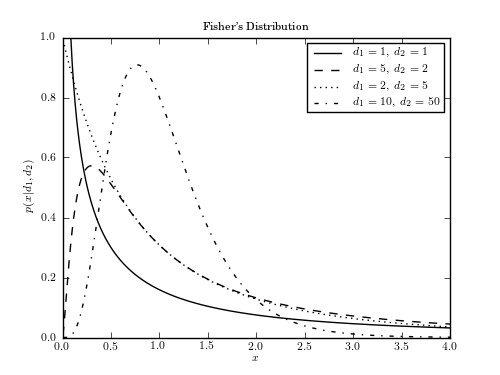 Fisher's Distribution
1.0
0.8
0.6
0.4
0.2
0.0
p(x|d₁, d₂)
d₁ = 1, d₂ = 1
d₁ = 5, d₂ = 2
d₁ = 2, d₂ = 5
d₁ = 10, d₂ = 50
0.0 0.5 1.0 1.5 2.0 2.5 3.0 3.5 4.0
x